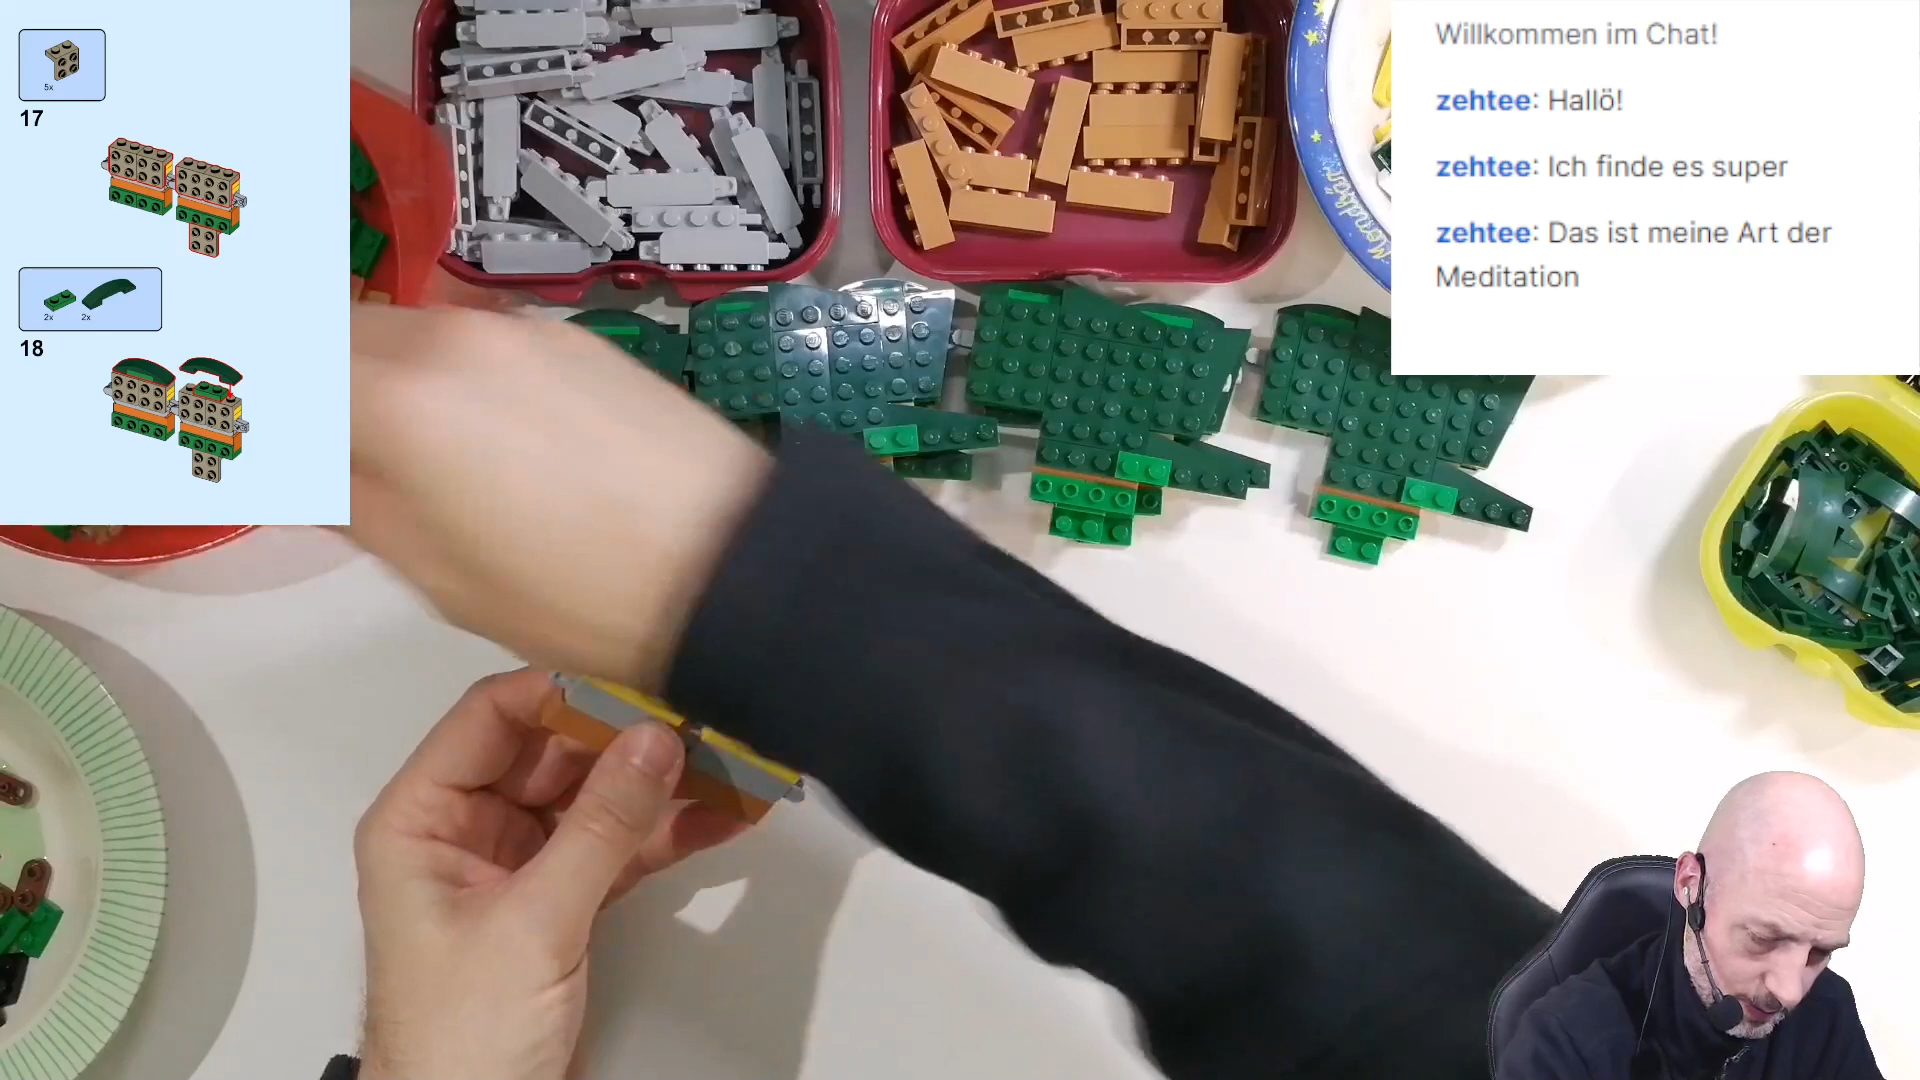 5x
17
2x 2x
18
Willkommen im Chat!
zehtee: Hallö!
zehtee: Ich finde es super
zehtee: Das ist meine Art der
Meditation